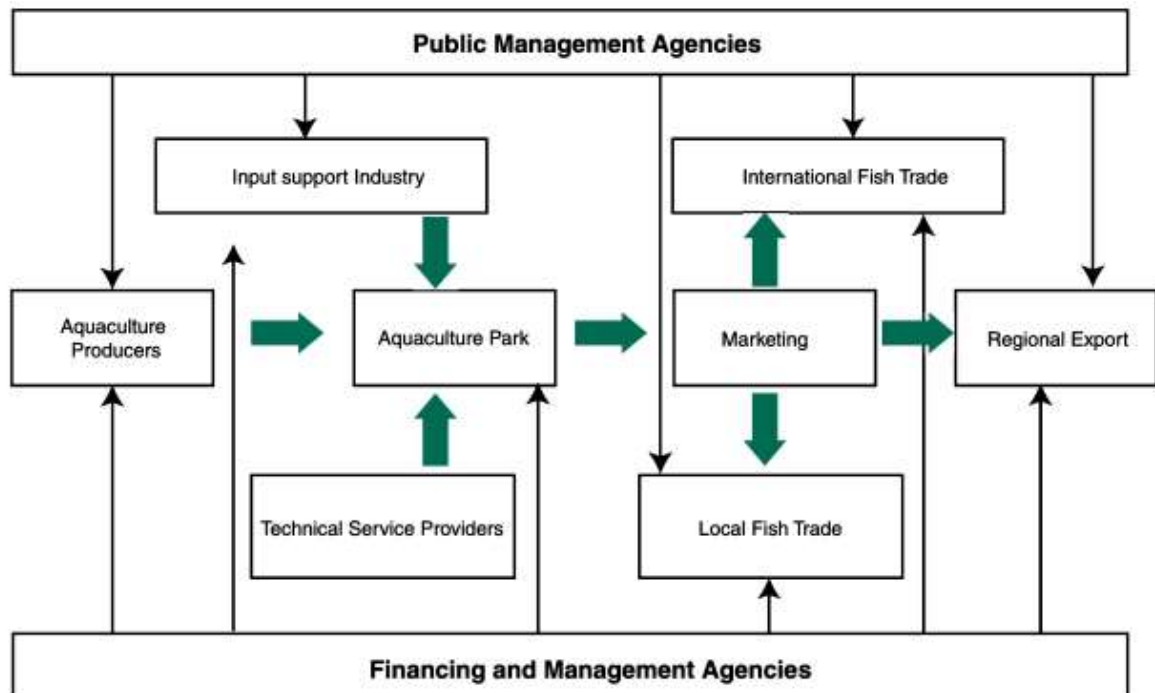 Public Management Agencies
Input support Industry
International Fish Trade
Aquaculture
Producers
Aquaculture Park
Marketing
Regional Export
Technical Service Providers
Local Fish Trade
Financing and Management Agencies